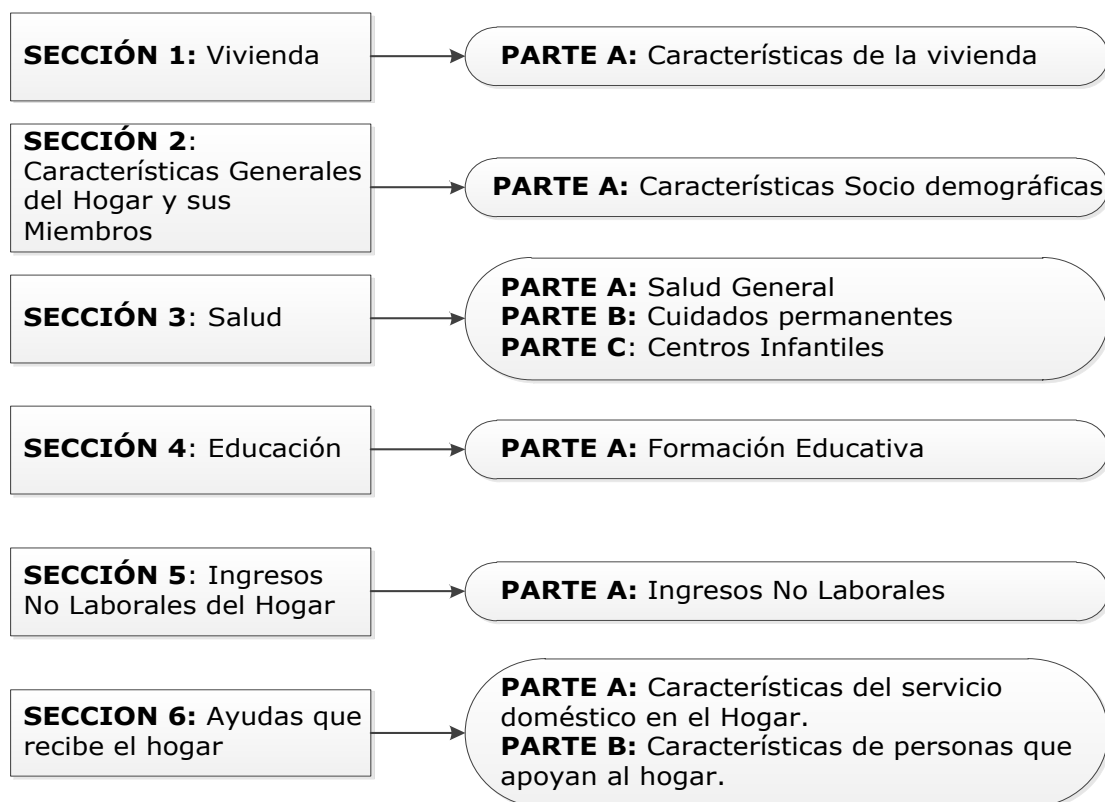 SECCIÓN 1: Vivienda
PARTE A: Características de la vivienda
SECCIÓN 2:
Características Generales
del Hogar y sus
Miembros
PARTE A: Características Socio demográficas
SECCIÓN 3: Salud
PARTE A: Salud General
PARTE B: Cuidados permanentes
PARTE C: Centros Infantiles
SECCIÓN 4: Educación
PARTE A: Formación Educativa
SECCIÓN 5: Ingresos
No Laborales del Hogar
PARTE A: Ingresos No Laborales
SECCION 6: Ayudas que
recibe el hogar
PARTE A: Características del servicio
doméstico en el Hogar.
PARTE B: Características de personas que
apoyan al hogar.